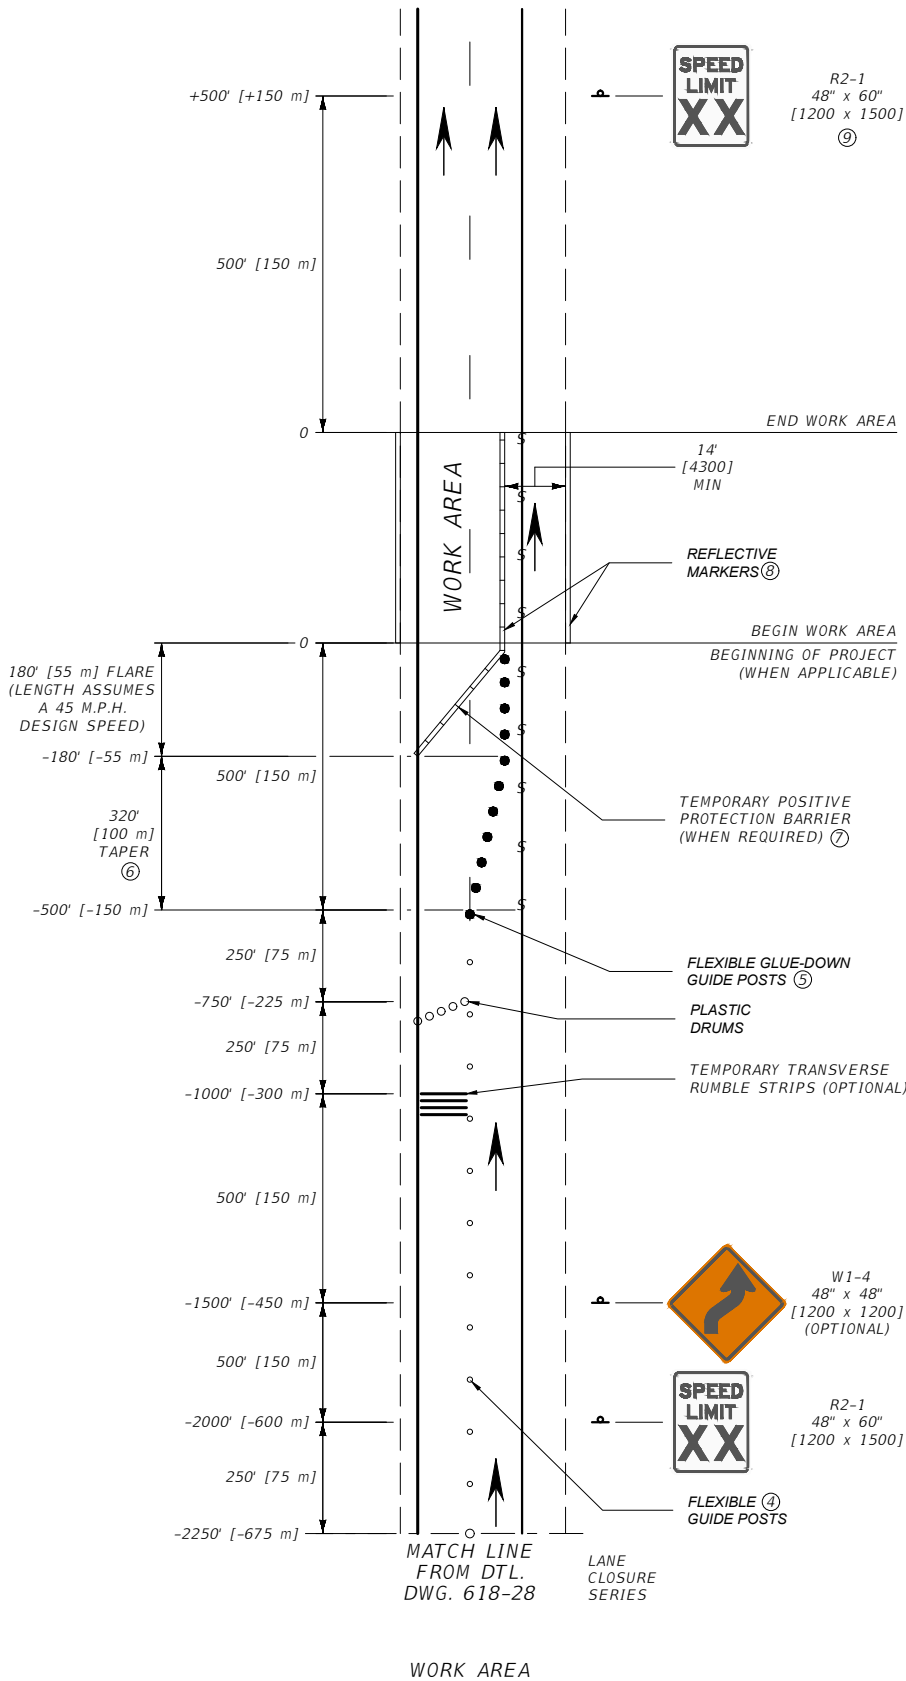 SPEED
LIMIT
XX
R2-1
48" x 60"
[1200 x 1500]
9
+500' [+150 m]
500' [150 m]
END WORK AREA
0
14'
[4300]
MIN
S
S
WORK AREA
S
REFLECTIVE
MARKERS 8
S
BEGIN WORK AREA
0
BEGINNING OF PROJECT
(WHEN APPLICABLE)
180' [55 m] FLARE
(LENGTH ASSUMES
A 45 M.P.H.
DESIGN SPEED)
S
S
-180' [-55 m]
500' [150 m]
S
320'
[100 m]
TAPER
6
TEMPORARY POSITIVE
PROTECTION BARRIER
(WHEN REQUIRED) 7
S
S
-500' [-150 m]
250' [75 m]
FLEXIBLE GLUE-DOWN
GUIDE POSTS 5
-750' [-225 m]
PLASTIC
DRUMS
250' [75 m]
TEMPORARY TRANSVERSE
RUMBLE STRIPS (OPTIONAL)
-1000' [-300 m]
500' [150 m]
-1500' [-450 m]
W1-4
48" x 48"
[1200 x 1200]
(OPTIONAL)
500' [150 m]
SPEED
LIMIT
XX
R2-1
48" x 60"
[1200 x 1500]
-2000' [-600 m]
250' [75 m]
FLEXIBLE 4
GUIDE POSTS
-2250' [-675 m]
MATCH LINE
FROM DTL.
DWG. 618-28
LANE
CLOSURE
SERIES
WORK AREA